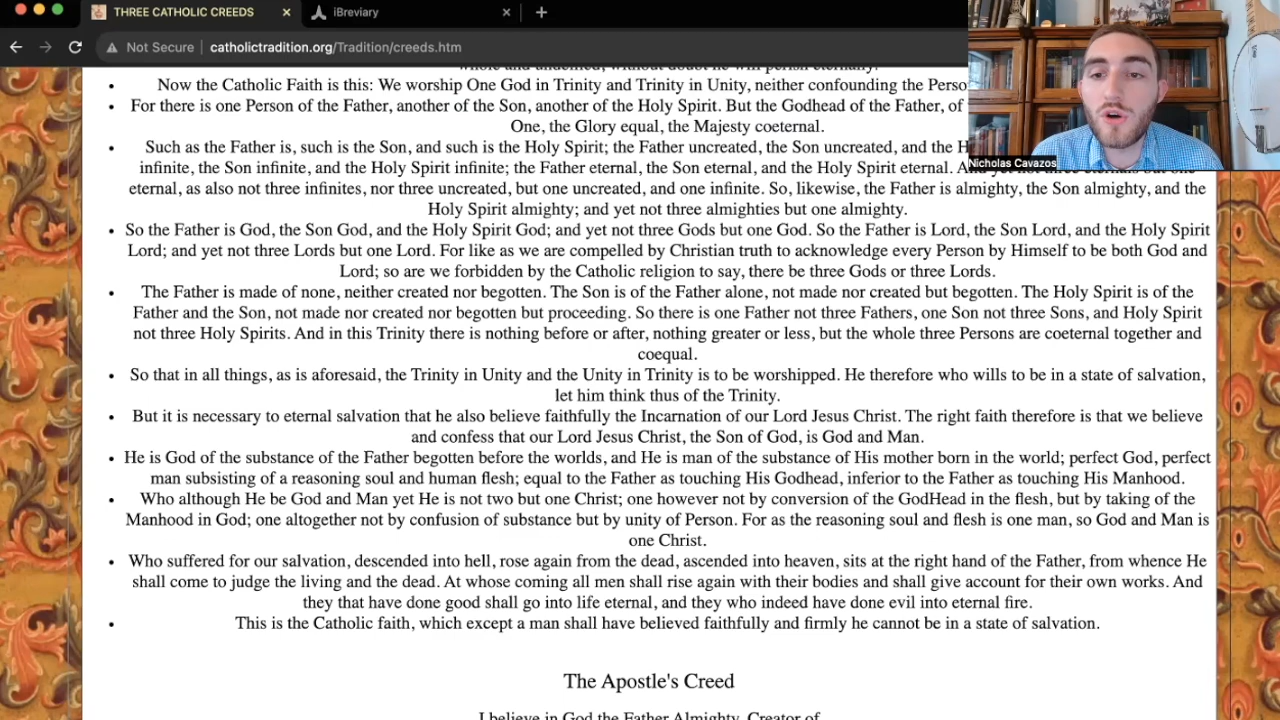 THREE CATHOLIC CREEDS
iBreviary
Not Secure catholictradition.org/Tradition/creeds.htm
whole and undefiled, without doubt he will perish eternally.
Now the Catholic Faith is this: We worship One God in Trinity and Trinity in Unity, neither confounding the
For there is one Person of the Father, another of the Son, another of the Holy Spirit. But the Godhead of the Father, of
One, the Glory equal, the Majesty coeternal.
Such as the Father is, such is the Son, and such is the Holy Spirit; the Father uncreated, the Son uncreated, and the
infinite, the Son infinite, and the Holy Spirit infinite; the Father eternal, the Son eternal, and the Holy Spirit eternal. And yet not three eternals but one
eternal, as also not three infinites, nor three uncreated, but one uncreated, and one infinite. So, likewise, the Father is almighty, the Son almighty, and the
Holy Spirit almighty; and yet not three almighties but one almighty.
So the Father is God, the Son God, and the Holy Spirit God; and yet not three Gods but one God. So the Father is Lord, the Son Lord, and the Holy Spirit
Lord; and yet not three Lords but one Lord. For like as we are compelled by Christian truth to acknowledge every Person by Himself to be both God and
Lord; so are we forbidden by the Catholic religion to say, there be three Gods or three Lords.
The Father is made of none, neither created nor begotten. The Son is of the Father alone, not made nor created but begotten. The Holy Spirit is of the
Father and the Son, not made nor created nor begotten but proceeding. So there is one Father not three Fathers, one Son not three Sons, and Holy Spirit
not three Holy Spirits. And in this Trinity there is nothing before or after, nothing greater or less, but the whole three Persons are coeternal together and
coequal.
So that in all things, as is aforesaid, the Trinity in Unity and the Unity in Trinity is to be worshipped. He therefore who wills to be in a state of salvation,
let him think thus of the Trinity.
But it is necessary to eternal salvation that he also believe faithfully the Incarnation of our Lord Jesus Christ. The right faith therefore is that we believe
and confess that our Lord Jesus Christ, the Son of God, is God and Man.
He is God of the substance of the Father begotten before the worlds, and He is man of the substance of His mother born in the world; perfect God, perfect
man subsisting of a reasoning soul and human flesh; equal to the Father as touching His Godhead, inferior to the Father as touching His Manhood.
Who although He be God and Man yet He is not two but one Christ; one however not by conversion of the GodHead in the flesh, but by taking of the
Manhood in God; one altogether not by confusion of substance but by unity of Person. For as the reasoning soul and flesh is one man, so God and Man is
one Christ.
Who suffered for our salvation, descended into hell, rose again from the dead, ascended into heaven, sits at the right hand of the Father, from whence He
shall come to judge the living and the dead. At whose coming all men shall rise again with their bodies and shall give account for their own works. And
they that have done good shall go into life eternal, and they who indeed have done evil into eternal fire.
This is the Catholic faith, which except a man shall have believed faithfully and firmly he cannot be in a state of salvation.
The Apostle's Creed
I believe in God the Father Almighty, Creator of
Nicholas Cavazos